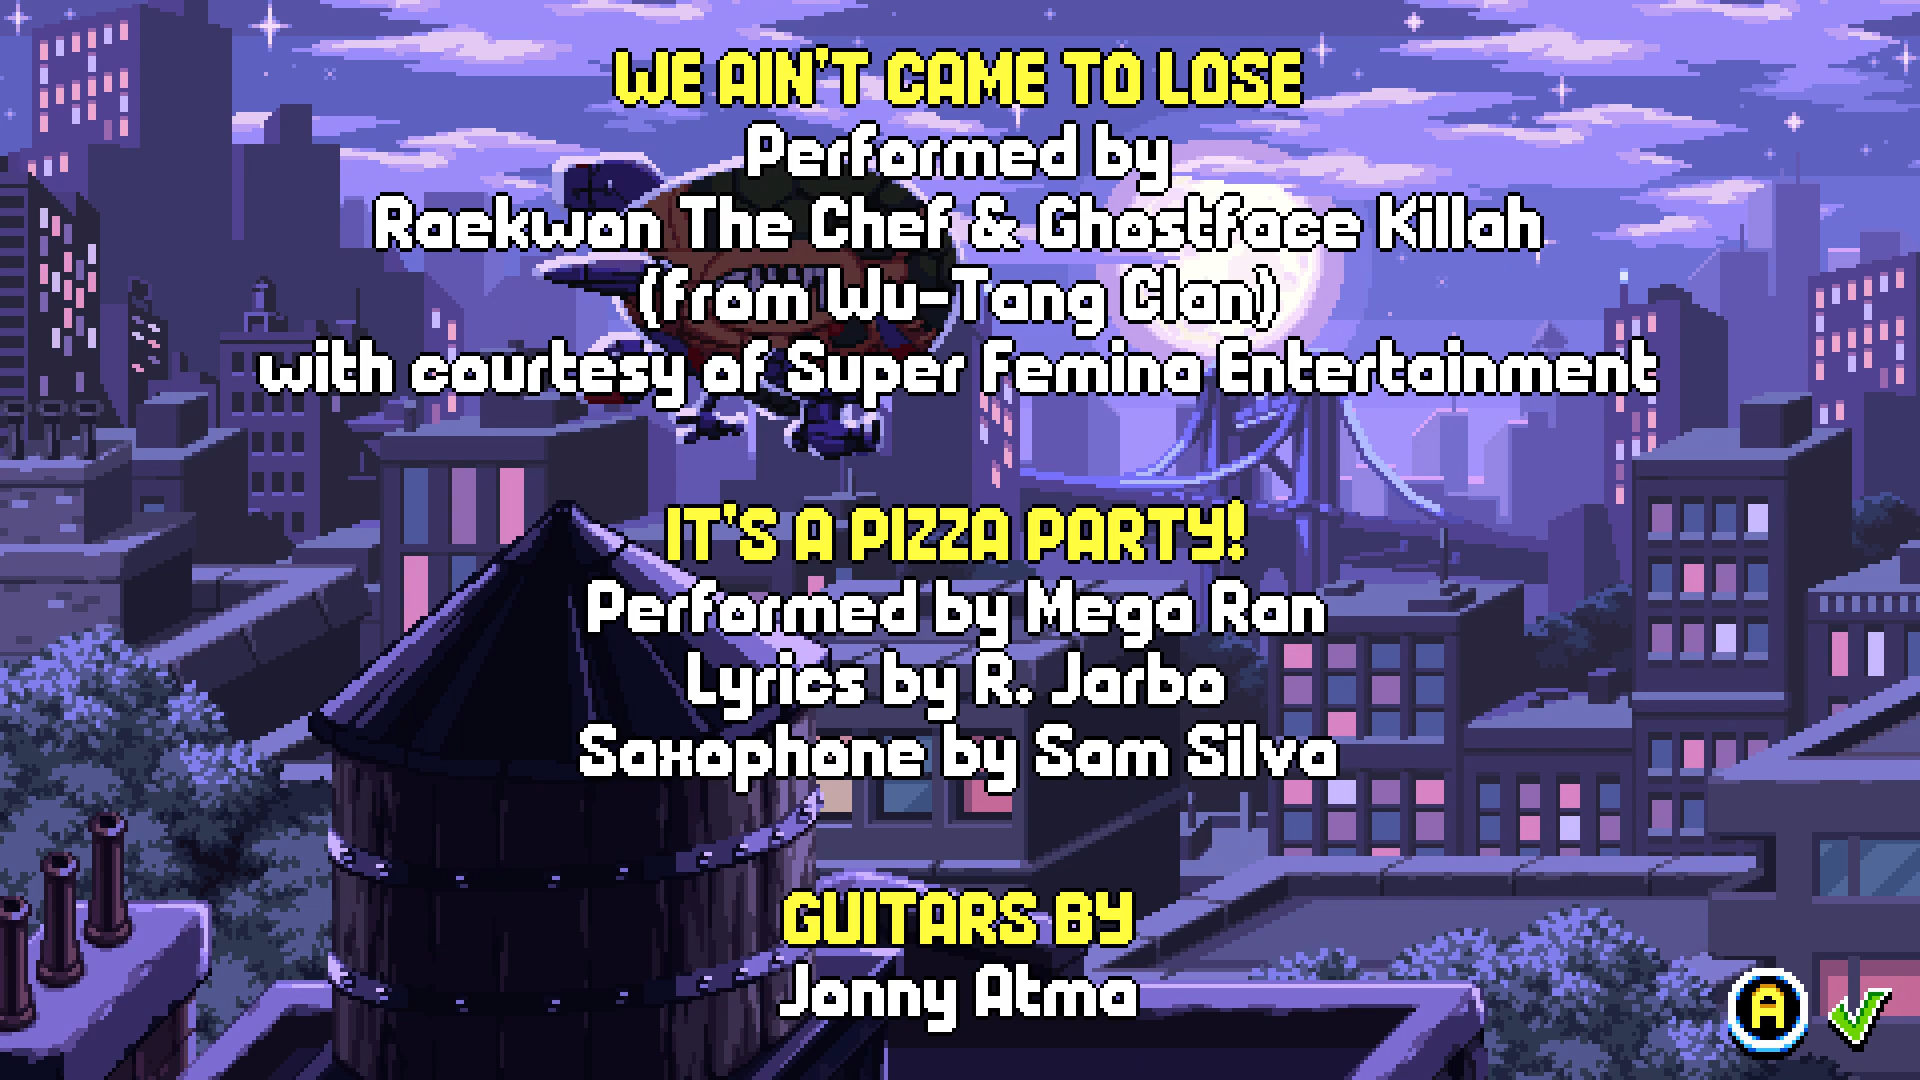 WE AIN'T CAME TO LOSE
Performed by
Raekwon The Chef & Ghostface Killah
(from Wu-Tang Clan)
with courtesy of Super Femina Entertainment
IT'S A PIZZA PARTY!
Performed by Mega Ran
Lyrics by R. Jarbo
Saxophone by Sam Silva
GUITARS BY
Jonny Atma
A